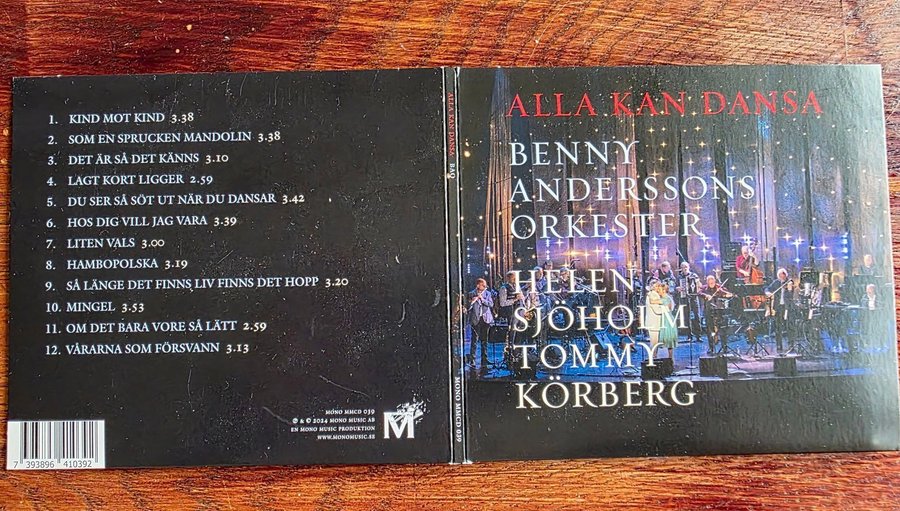 1. KIND MOT KIND 3.38
2. SOM EN SPRUCKEN MANDOLIN 3.38
3. DET ÄR SÅ DET KÄNNS 3.10
4. LAGT KORT LIGGER 2.59
5. DU SER SÅ SÖT UT NÄR DU DANSAR 3.42
6. HOS DIG VILL JAG VARA 3.39
7. LITEN VALS 3.00
8. HAMBOPOLSKA 3.19
9. SÅ LÄNGE DET FINNS LIV FINNS DET HOPP 3.20
10. MINGEL 3.53
11. OM DET BARA VORE SÅ LÄTT 2.59
12. VÅRARNA SOM FÖRSVANN 3.13
MONO MMCD 039
℗ & © 2024 MONO MUSIC AB
EN MONO MUSIC PRODUKTION
WWW.MONOMUSIC.SE
M
7 393896 410392
ALLA KAN DANSA BAO
MONO MMCD 039
ALLA KAN DANSA
BENNY
ANDERSSONS
ORKESTER
HELEN
SJÖHOLM
TOMMY
KÖRBERG